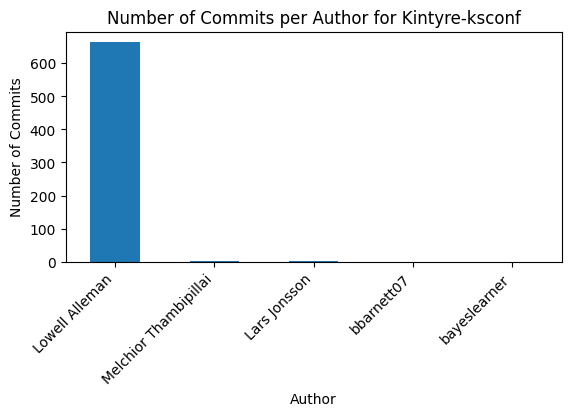 Number of Commits per Author for Kintyre-ksconf
Number of Commits
600
500
400
300
200
100
0
Lowell Alleman
Melchior Thambipillai
Lars Jonsson
bbarnett07
bayeslearner
Author